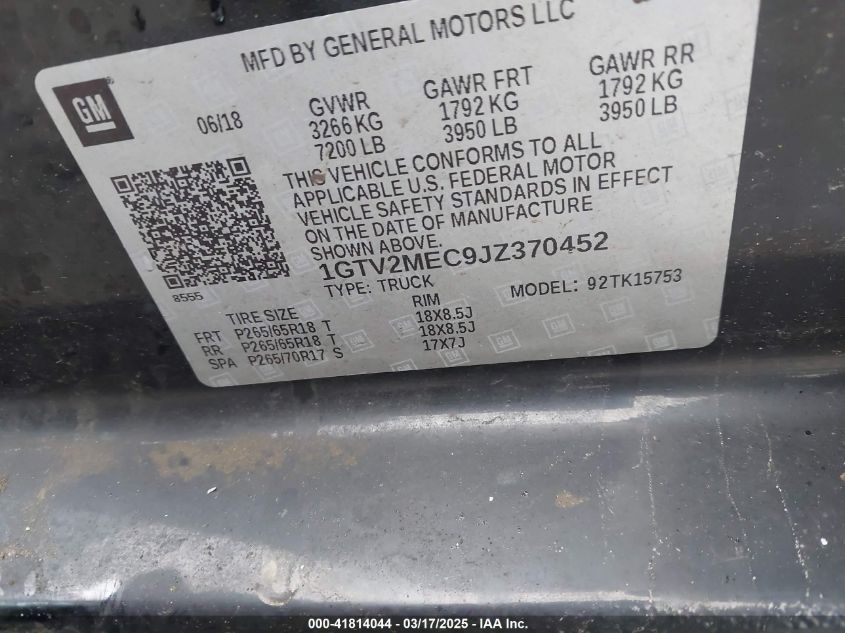 MFD BY GENERAL MOTORS LLC
GM
06/18
GVWR
3266 KG
7200 LB
GAWR FRT
1792 KG
3950 LB
GAWR RR
1792 KG
3950 LB
THIS VEHICLE CONFORMS TO ALL
APPLICABLE U.S. FEDERAL MOTOR
VEHICLE SAFETY STANDARDS IN EFFECT
ON THE DATE OF MANUFACTURE
SHOWN ABOVE.
1GTV2MEC9JZ370452
8555
TYPE: TRUCK
MODEL: 92TK15753
TIRE SIZE RIM
FRT P265/65R18 T 18X8.5J
RR P265/65R18 T 18X8.5J
SPA P265/70R17 S 17X7J
000-41814044 - 03/17/2025 - IAA Inc.